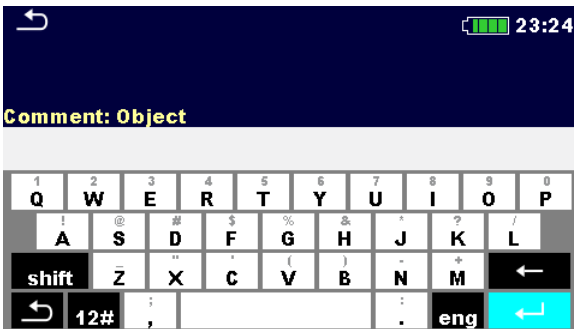 23:24
Comment: Object
1 2 3 4 5 6 7 8 9 0
Q W E R T Y U I O P
! @ # $ % & * ? /
A S D F G H J K L
- " ' ( ) - +
shift Z X C V B N M
; :
12# , . eng